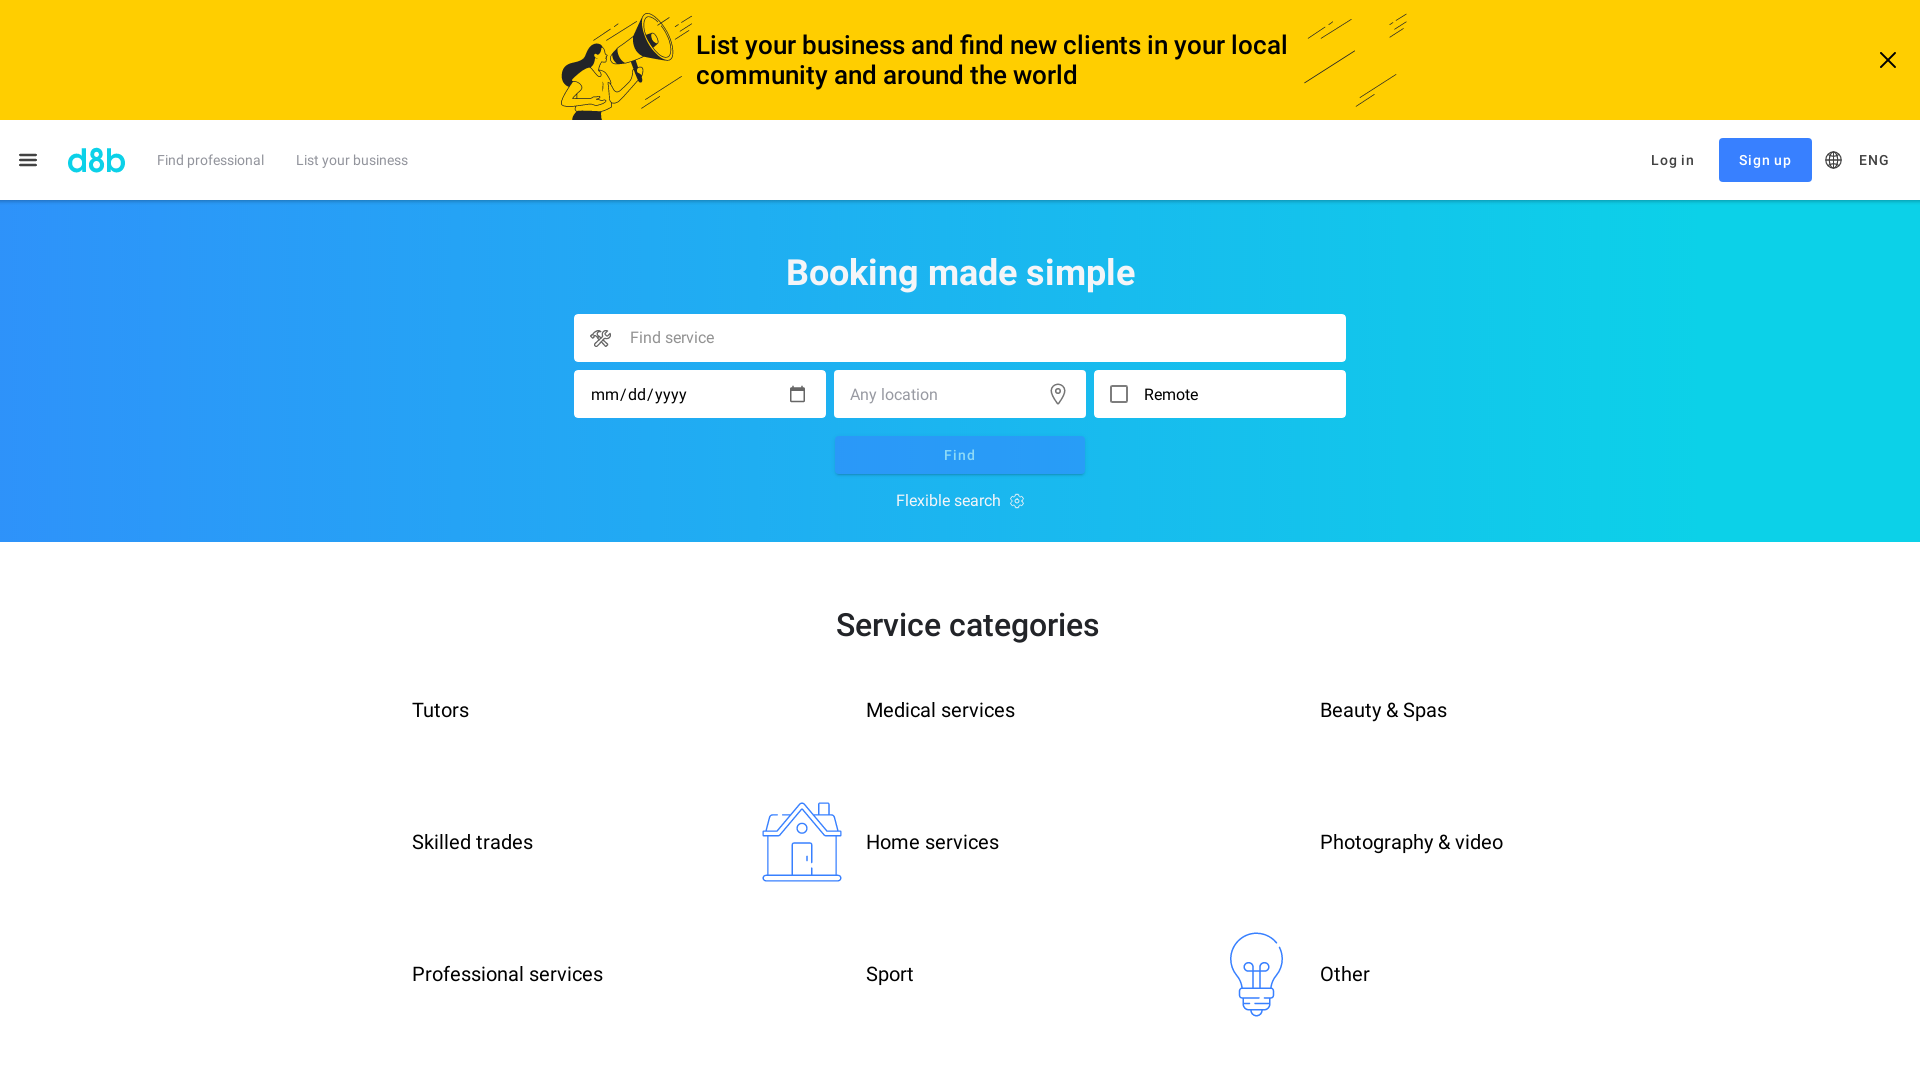 List your business and find new clients in your local
community and around the world
d8b
Find professional
List your business
Log in
Sign up
ENG
Booking made simple
Find service
mm/dd/yyyy
Any location
Remote
Find
Flexible search
Service categories
Tutors
Medical services
Beauty & Spas
Skilled trades
Home services
Photography & video
Professional services
Sport
Other